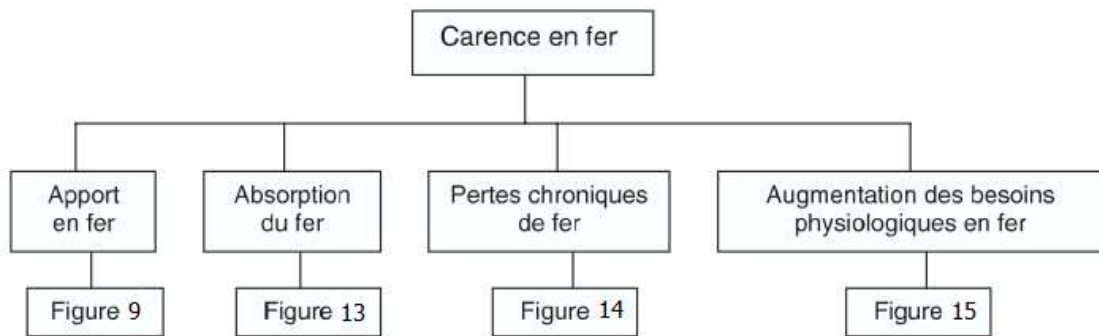 Carence en fer
Apport
en fer
Absorption
du fer
Pertes chroniques
de fer
Augmentation des besoins
physiologiques en fer
Figure 9
Figure 13
Figure 14
Figure 15